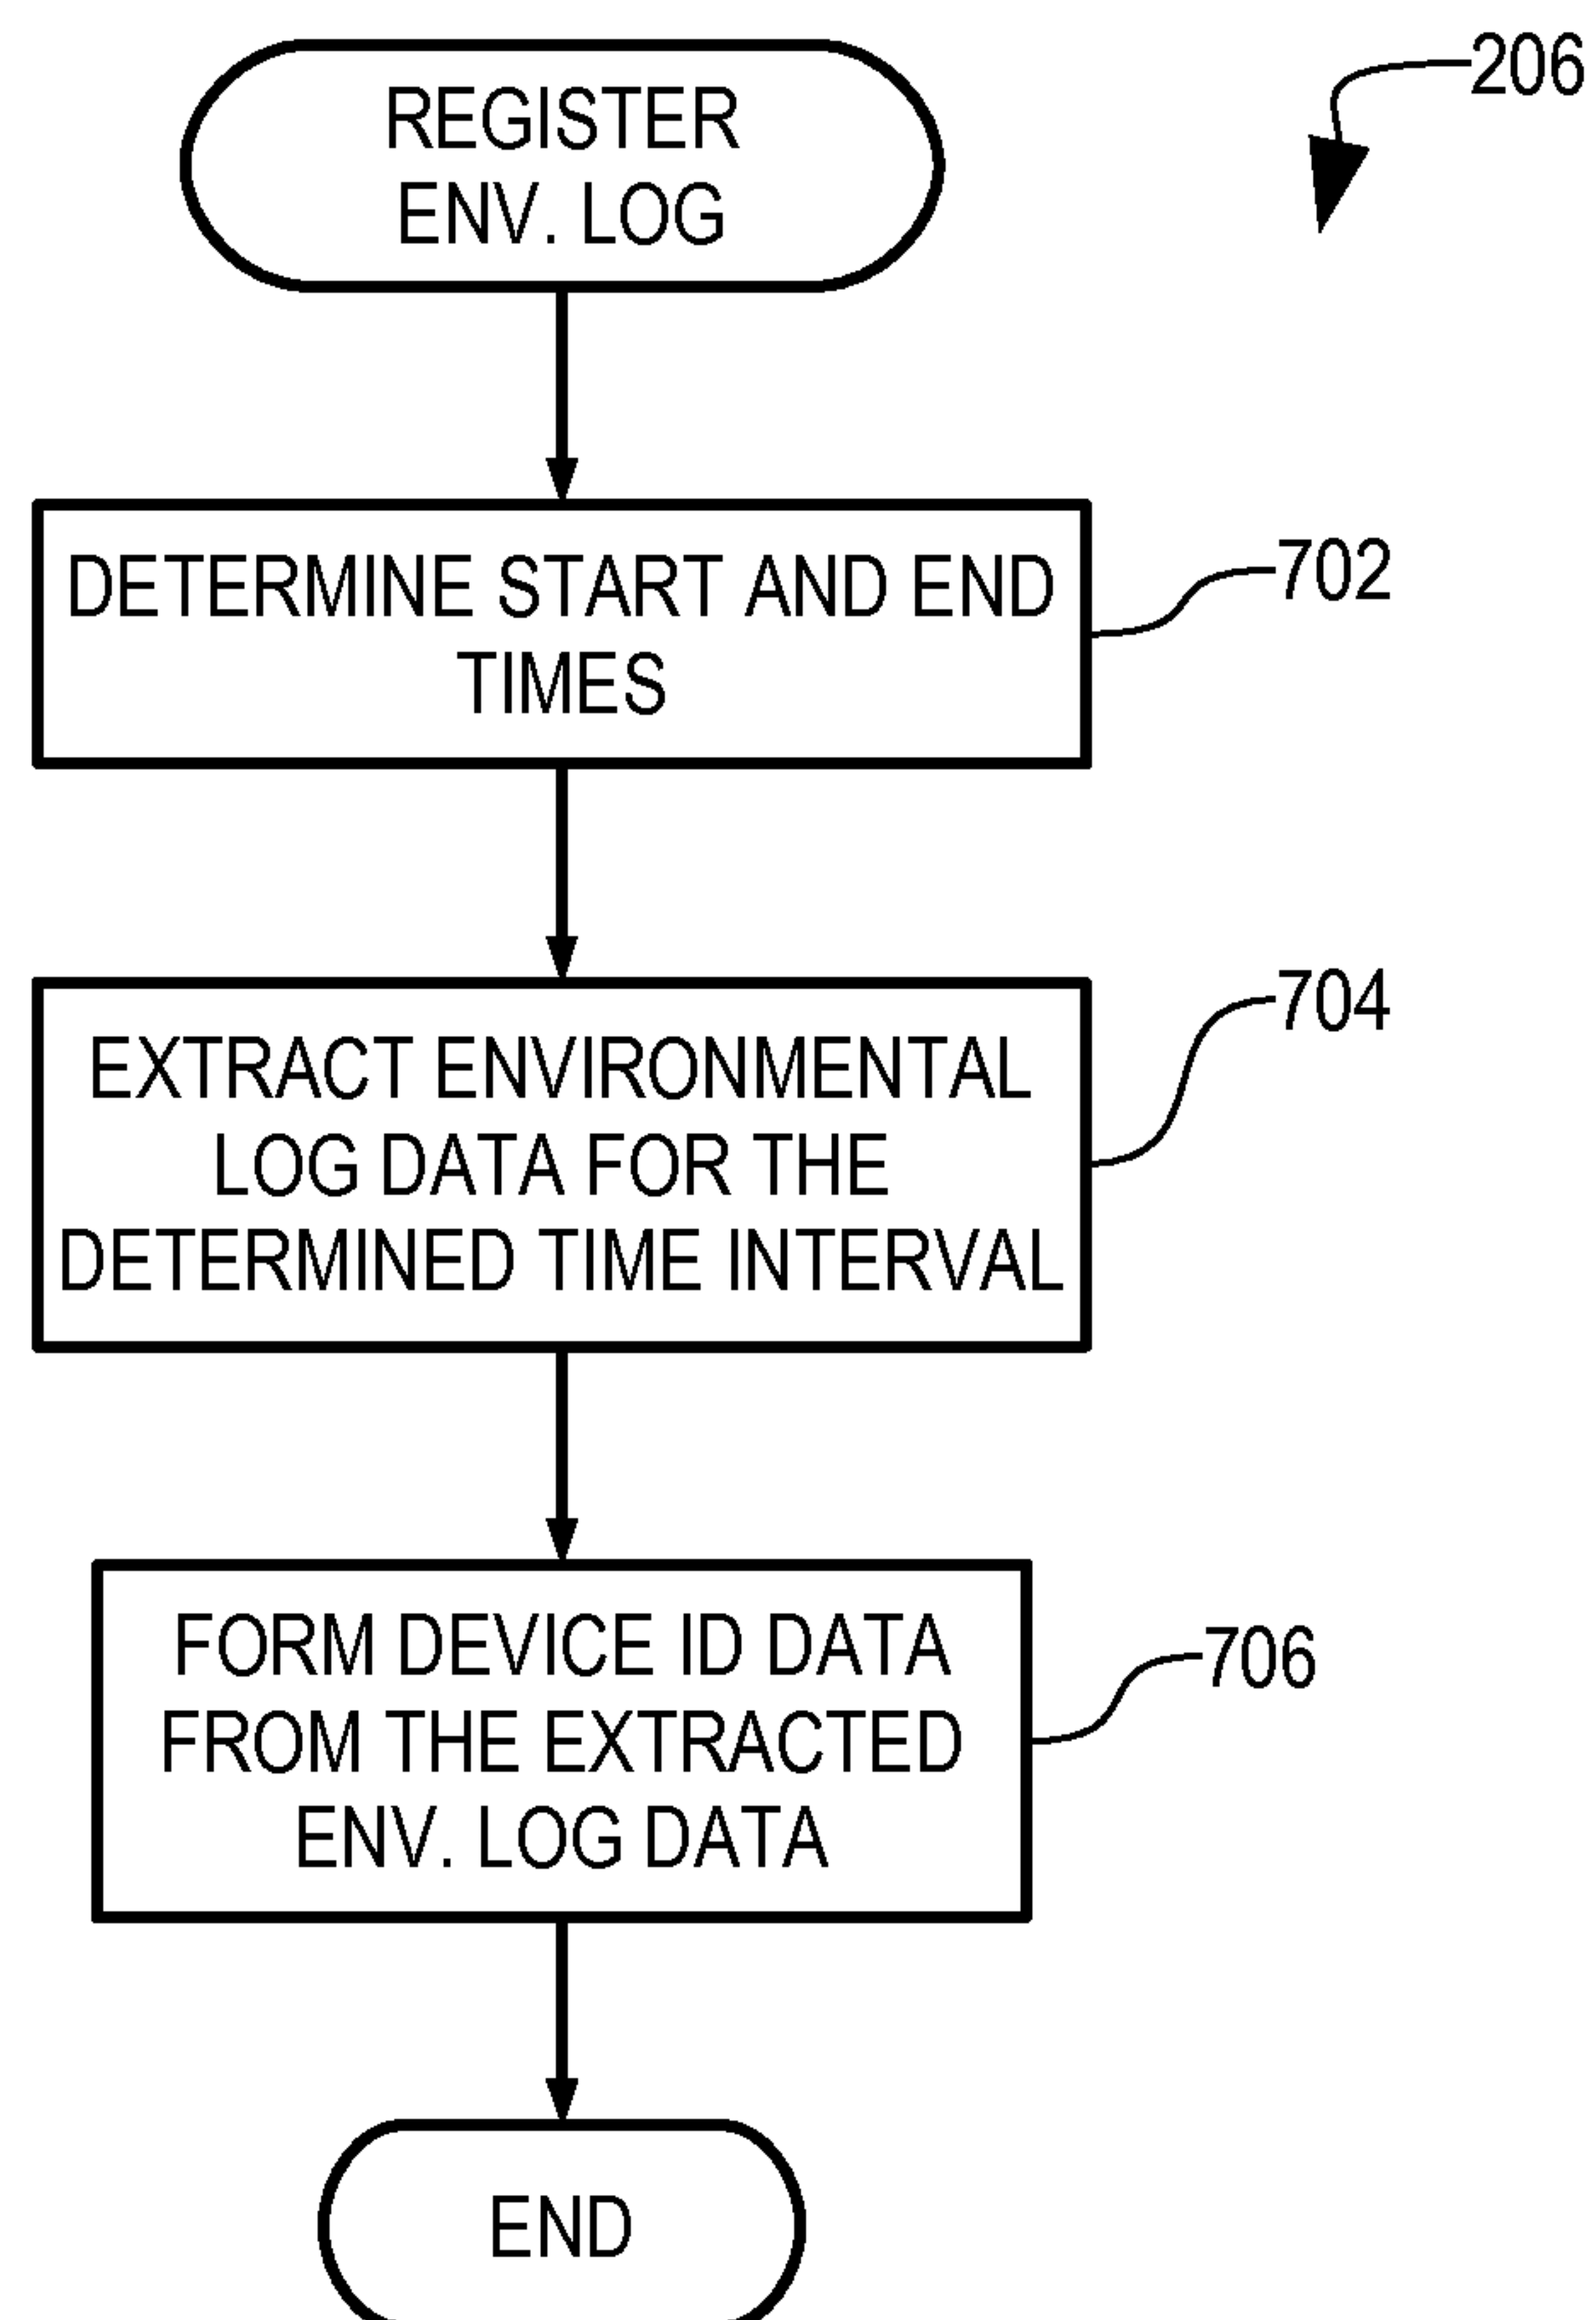 206
REGISTER
ENV. LOG
DETERMINE START AND END
TIMES
702
EXTRACT ENVIRONMENTAL
LOG DATA FOR THE
DETERMINED TIME INTERVAL
704
FORM DEVICE ID DATA
FROM THE EXTRACTED
ENV. LOG DATA
706
END